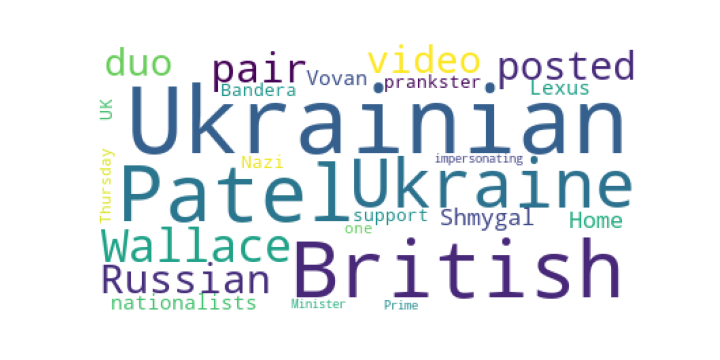 duo pair video posted
Bandera Vovan prankster Lexus
UK Ukrainian
Thursday Nazi impersonating
Patel Ukraine
support Shmygal Home
one
Wallace British
Russian
nationalists Minister Prime